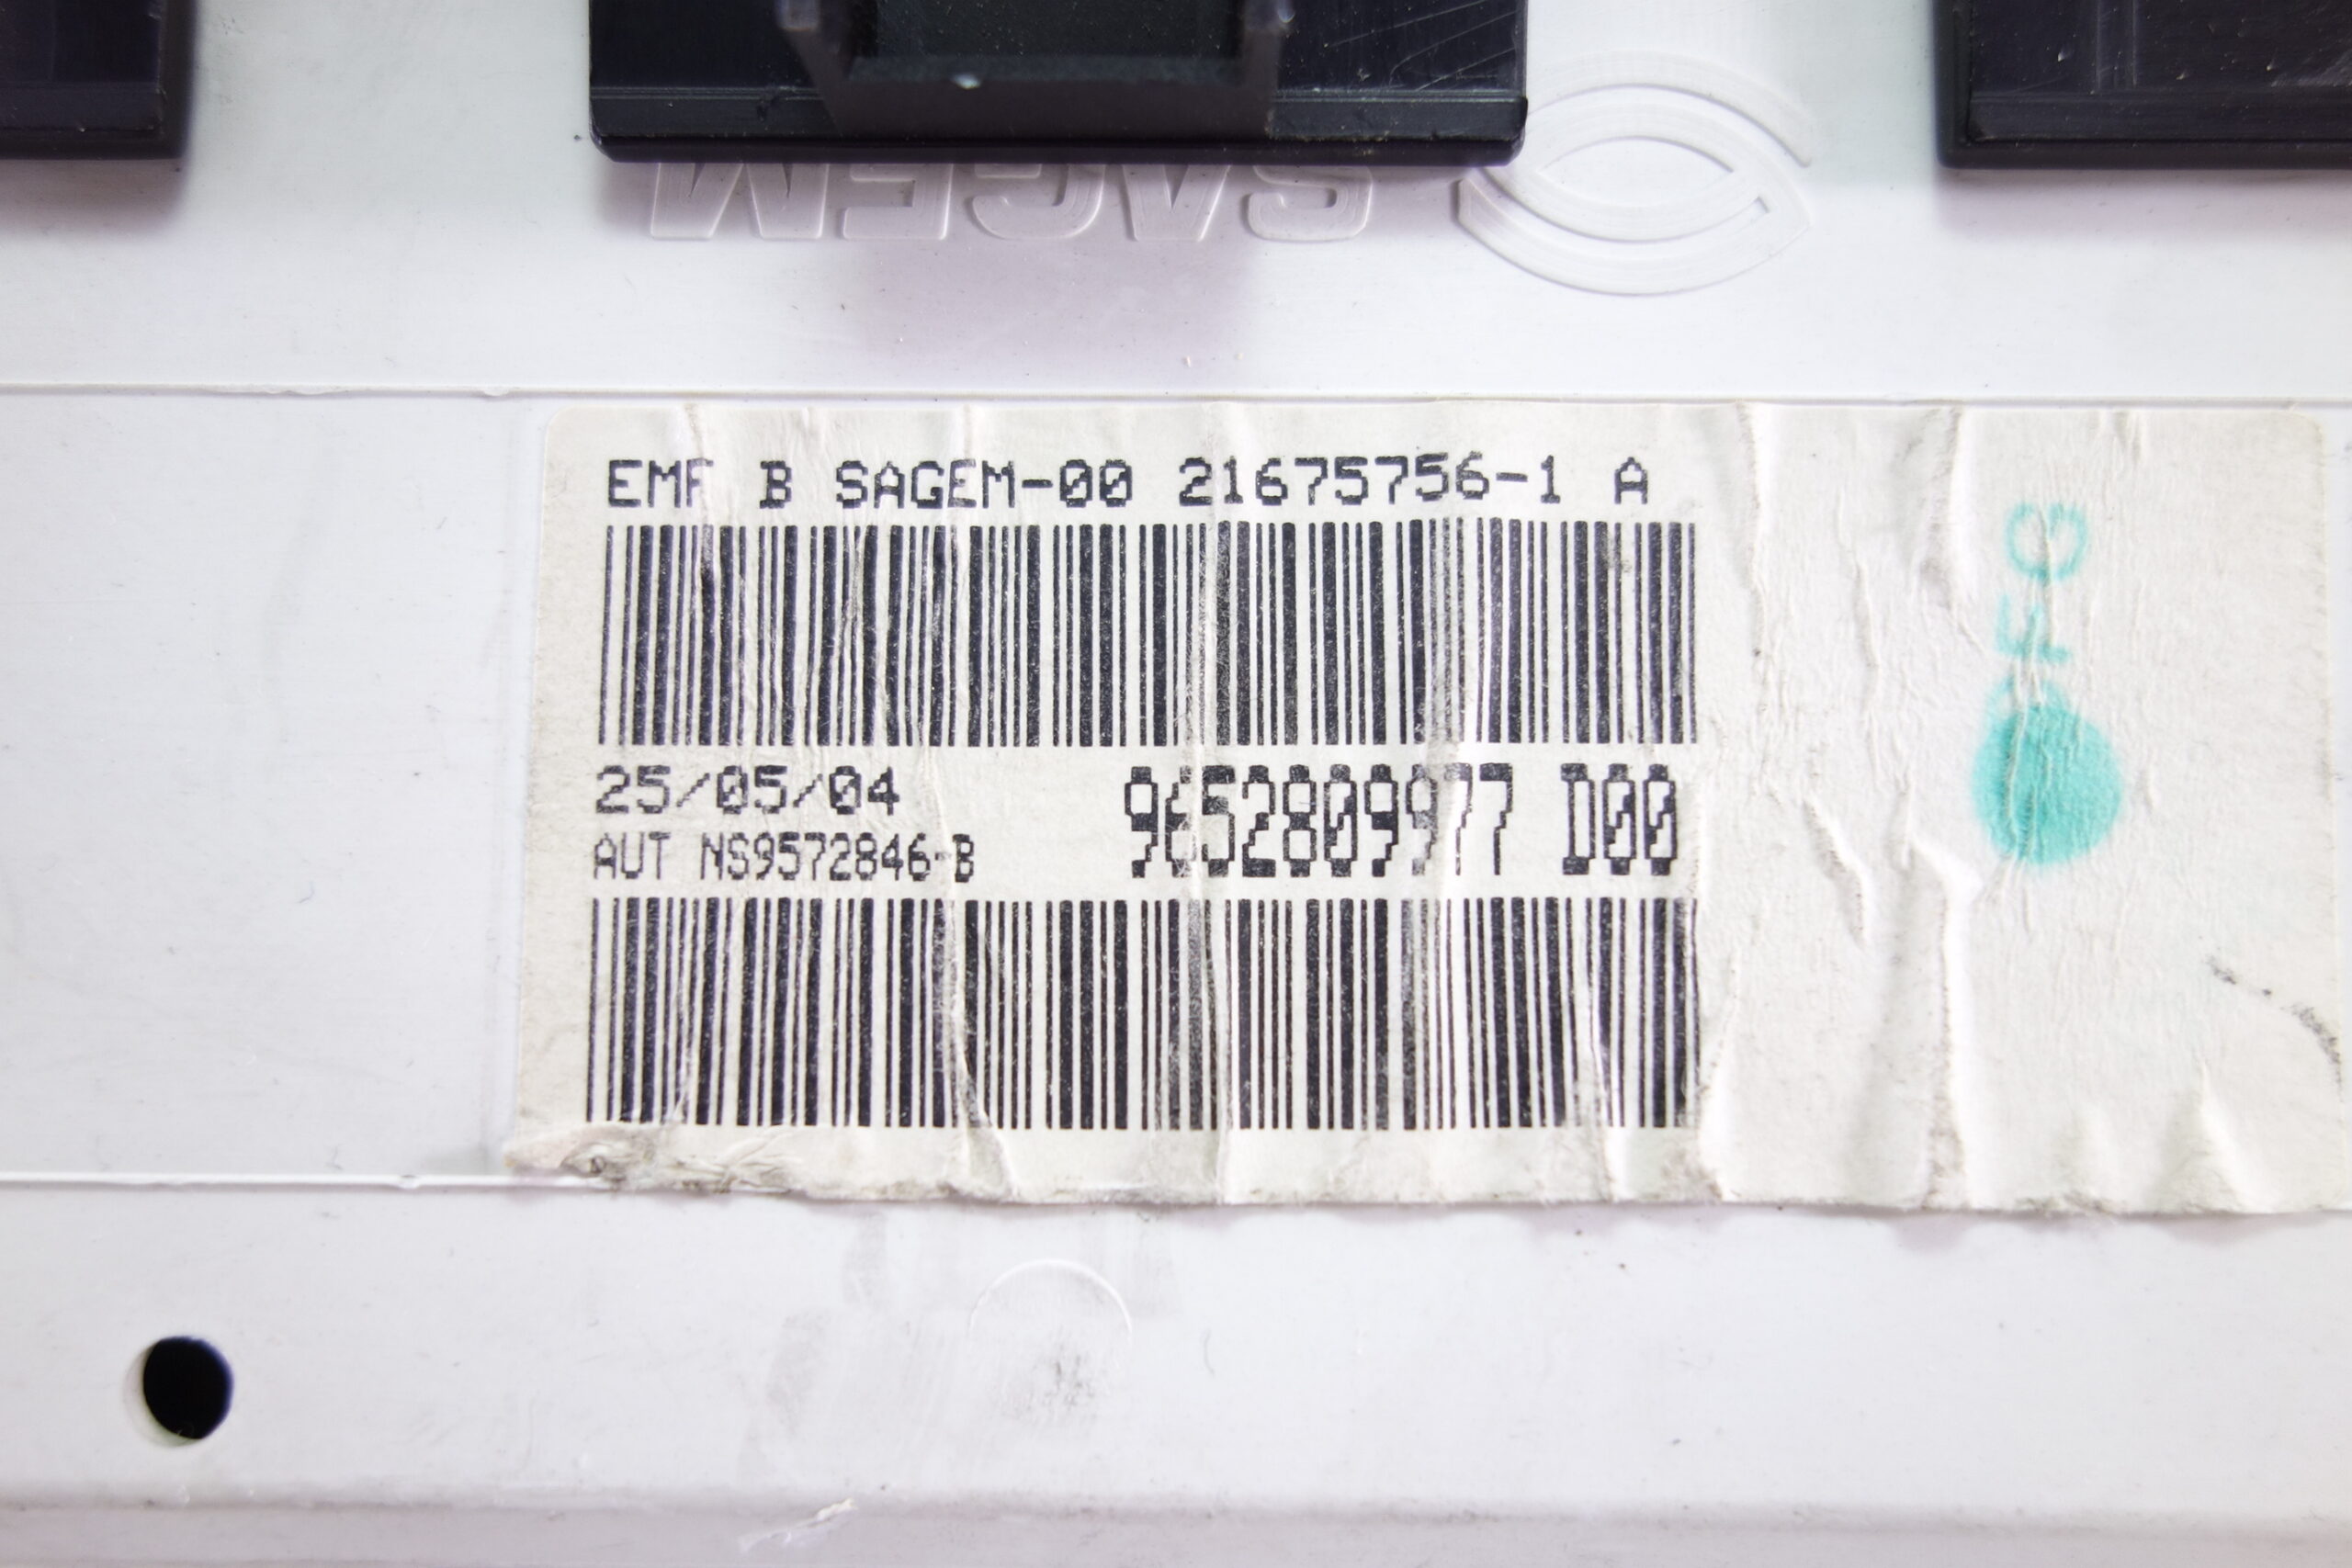 SAGEM
EMF B SAGEM-00 21675756-1 A
25/05/04
9652809977 D00
AUT NS9572846-B